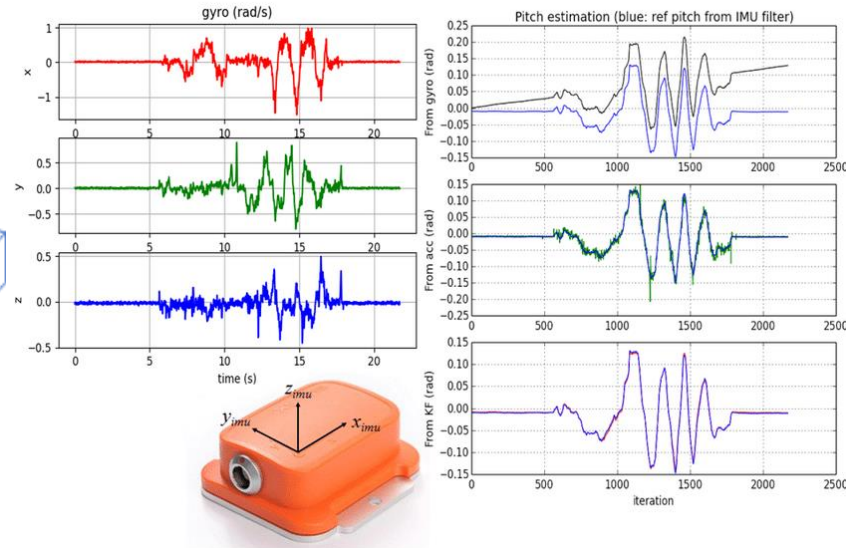 gyro (rad/s)
x
1
0
−1
0 5 10 15 20
y
0.5
0.0
−0.5
0 5 10 15 20
z
0.5
0.0
−0.5
0 5 10 15 20
time (s)
z imu
y imu
x imu
Pitch estimation (blue: ref pitch from IMU filter)
From gyro (rad)
0.25
0.20
0.15
0.10
0.05
0.00
−0.05
−0.10
−0.15
0 500 1000 1500 2000 2500
From acc (rad)
0.15
0.10
0.05
0.00
−0.05
−0.10
−0.15
−0.20
−0.25
0 500 1000 1500 2000 2500
From KF (rad)
0.15
0.10
0.05
0.00
−0.05
−0.10
−0.15
0 500 1000 1500 2000 2500
iteration